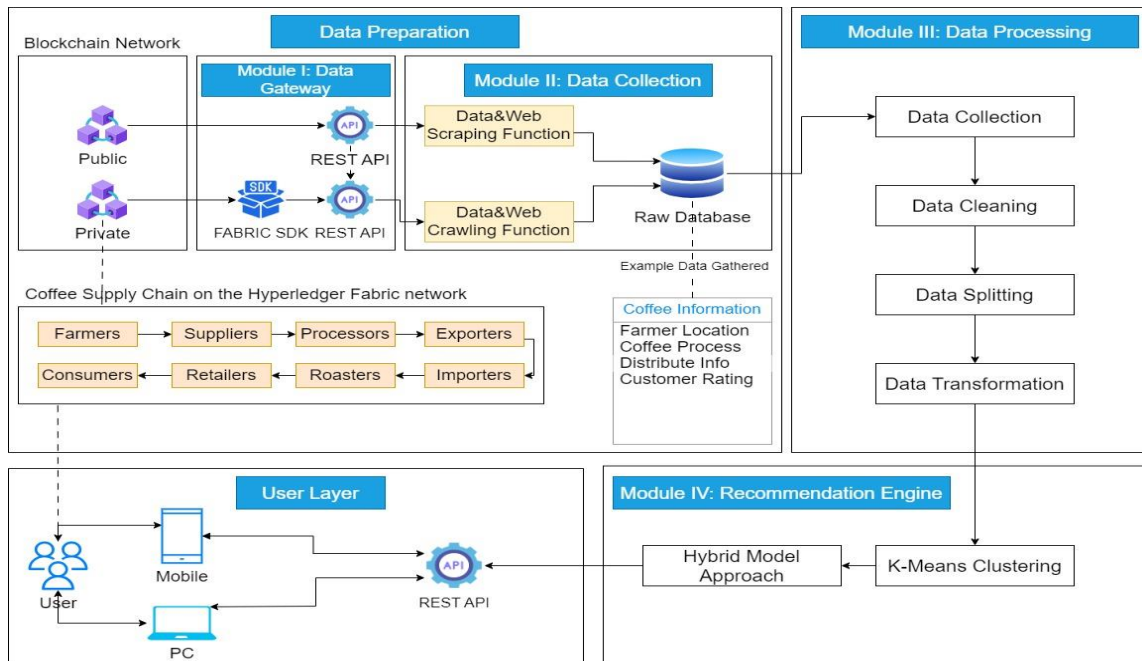 Data Preparation
Blockchain Network
Public
Private
Module I: Data
Gateway
API
REST API
SDK
FABRIC SDK
API
REST API
Module II: Data Collection
Data&Web
Scraping Function
Data&Web
Crawling Function
Raw Database
Example Data Gathered
Coffee Information
Farmer Location
Coffee Process
Distribute Info
Customer Rating
Coffee Supply Chain on the Hyperledger Fabric network
Farmers
Suppliers
Processors
Exporters
Consumers
Retailers
Roasters
Importers
Module III: Data Processing
Data Collection
Data Cleaning
Data Splitting
Data Transformation
User Layer
User
Mobile
PC
API
REST API
Module IV: Recommendation Engine
Hybrid Model
Approach
K-Means Clustering